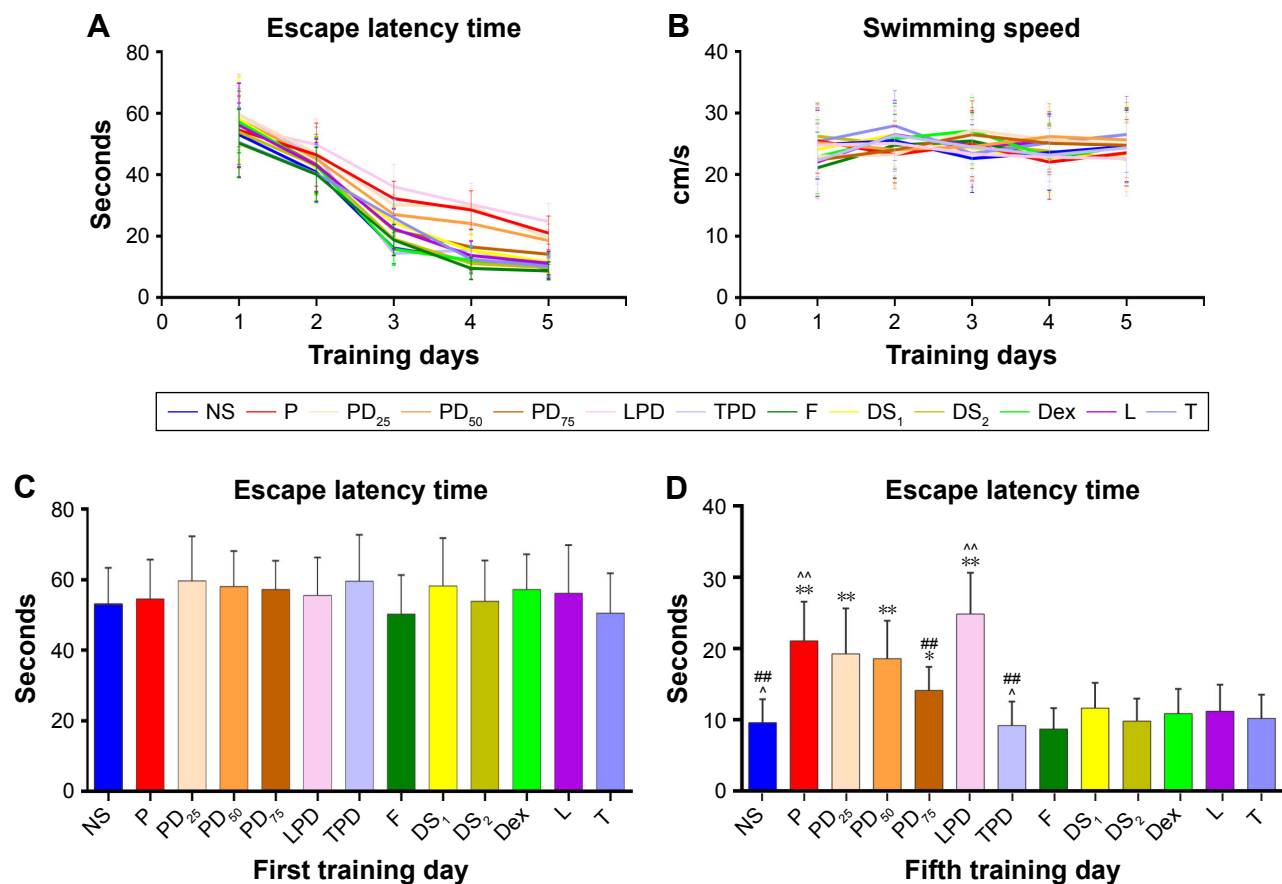 A
Escape latency time
80
60
40
20
0
Seconds
0 1 2 3 4 5
Training days
B
Swimming speed
40
30
20
10
0
cm/s
0 1 2 3 4 5
Training days
NS P PD25 PD50 PD75 LPD TPD F DS1 DS2 Dex L T
C
Escape latency time
80
60
40
20
0
Seconds
NS P PD25 PD50 PD75 LPD TPD F DS1 DS2 Dex L T
First training day
D
Escape latency time
40
30
20
10
0
Seconds
##
^
^^
**
**
**
##
*
^^
**
##
^
NS P PD25 PD50 PD75 LPD TPD F DS1 DS2 Dex L T
Fifth training day